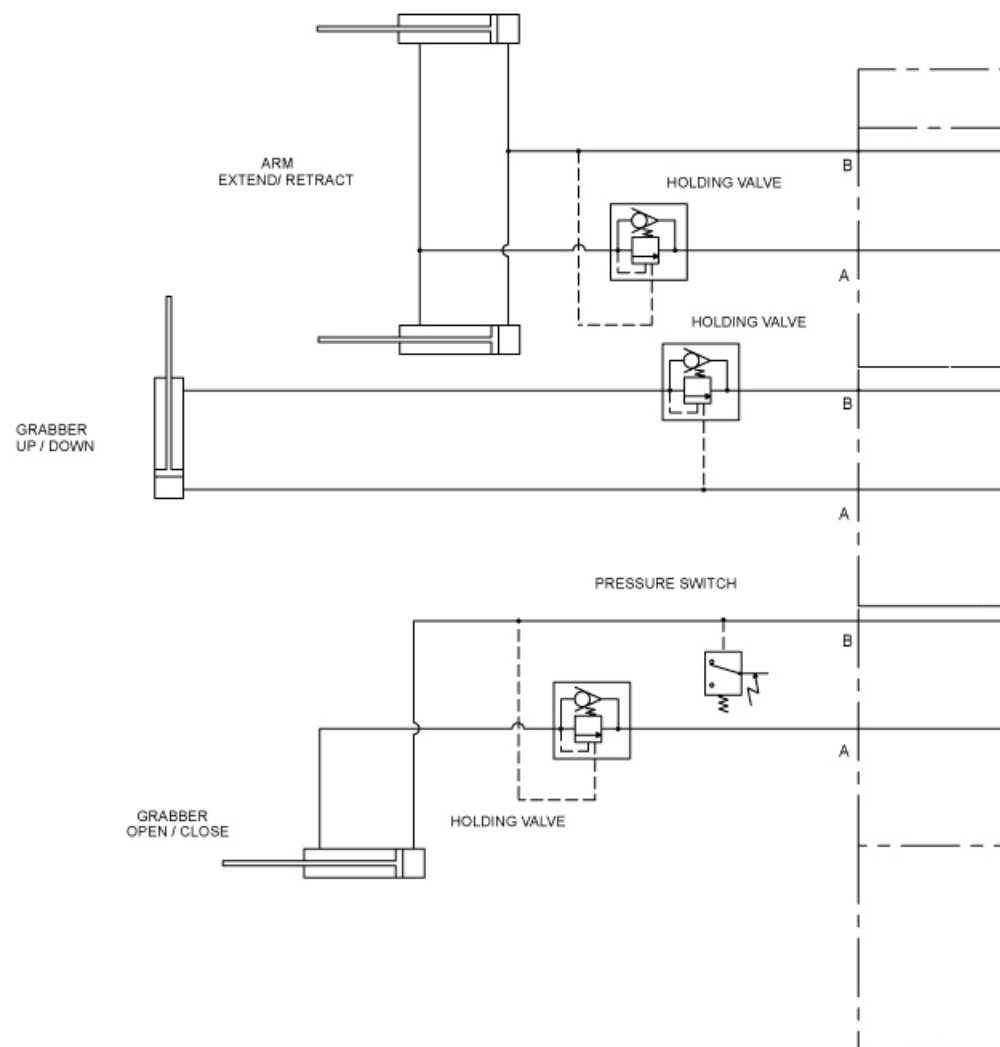 ARM
EXTEND/ RETRACT
B
HOLDING VALVE
A
HOLDING VALVE
B
GRABBER
UP / DOWN
A
PRESSURE SWITCH
B
A
GRABBER
OPEN / CLOSE
HOLDING VALVE